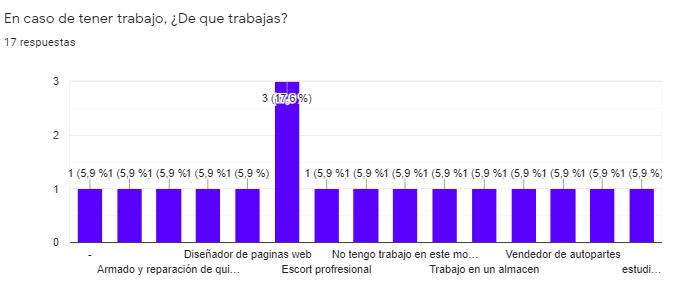 En caso de tener trabajo, ¿De que trabajas?
17 respuestas
3
2
1
0
3 (17,6 %)
1 (5,9 %1 (5,9 %1 (5,9 %1 (5,9 %1 (5,9 %)
1 (5,9 %1 (5,9 %1 (5,9 %1 (5,9 %1 (5,9 %1 (5,9 %1 (5,9 %1 (5,9 %1 (5,9 %)
-
Diseñador de paginas web
No tengo trabajo en este mo...
Vendedor de autopartes
Armado y reparación de qui...
Escort profresional
Trabajo en un almacen
estudi...